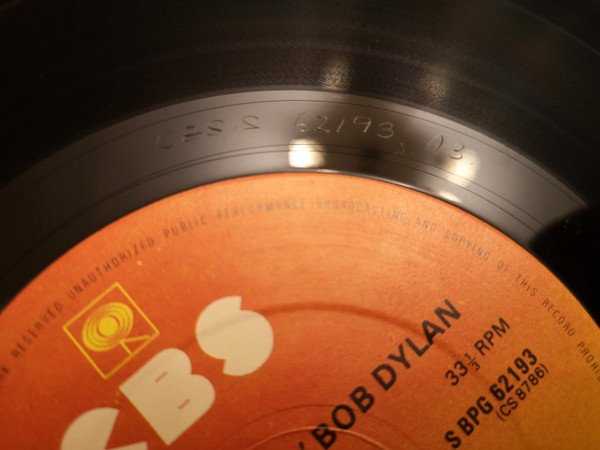 CBS.S 62193. A3.
RESERVED UNAUTHORIZED PUBLIC PERFORMANCE BROADCASTING AND COPYING OF THIS RECORD PROHI
CBS
BOB DYLAN
33⅓ RPM
S BPG 62193
(CS 8786)